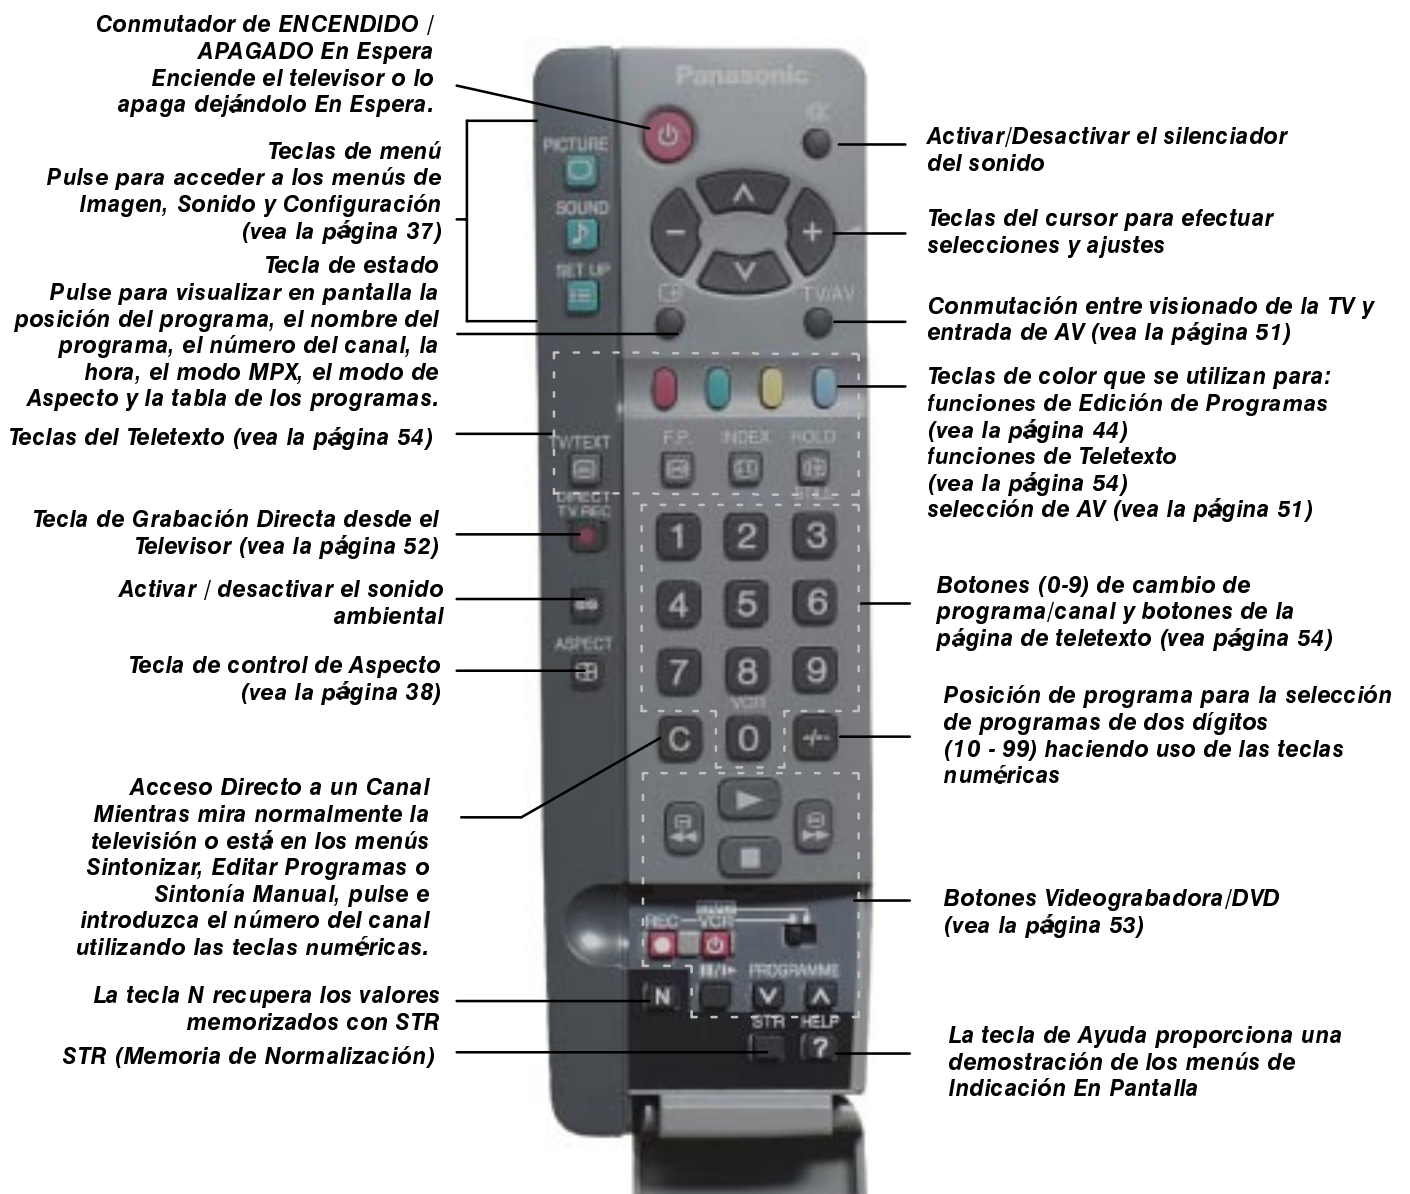 Conmutador de ENCENDIDO /
APAGADO En Espera
Enciende el televisor o lo
apaga dejándolo En Espera.
Teclas de menú
Pulse para acceder a los menús de
Imagen, Sonido y Configuración
(vea la página 37)
Tecla de estado
Pulse para visualizar en pantalla la
posición del programa, el nombre del
programa, el número del canal, la
hora, el modo MPX, el modo de
Aspecto y la tabla de los programas.
Teclas del Teletexto (vea la página 54)
Tecla de Grabación Directa desde el
Televisor (vea la página 52)
Activar / desactivar el sonido
ambiental
Tecla de control de Aspecto
(vea la página 38)
Acceso Directo a un Canal
Mientras mira normalmente la
televisión o está en los menús
Sintonizar, Editar Programas o
Sintonía Manual, pulse e
introduzca el número del canal
utilizando las teclas numéricas.
La tecla N recupera los valores
memorizados con STR
STR (Memoria de Normalización)
Panasonic
PICTURE
SOUND
SET UP
TV/AV
TV/TEXT
F.P.
INDEX
HOLD
DIRECT
TV REC
STILL
1 2 3
4 5 6
ASPECT
7 8 9
VCR
C 0 -/--
REC VCR
PROGRAMME
N
STR HELP
?
Activar/Desactivar el silenciador
del sonido
Teclas del cursor para efectuar
selecciones y ajustes
Conmutación entre visionado de la TV y
entrada de AV (vea la página 51)
Teclas de color que se utilizan para:
funciones de Edición de Programas
(vea la página 44)
funciones de Teletexto
(vea la página 54)
selección de AV (vea la página 51)
Botones (0-9) de cambio de
programa/canal y botones de la
página de teletexto (vea página 54)
Posición de programa para la selección
de programas de dos dígitos
(10 - 99) haciendo uso de las teclas
numéricas
Botones Videograbadora/DVD
(vea la página 53)
La tecla de Ayuda proporciona una
demostración de los menús de
Indicación En Pantalla